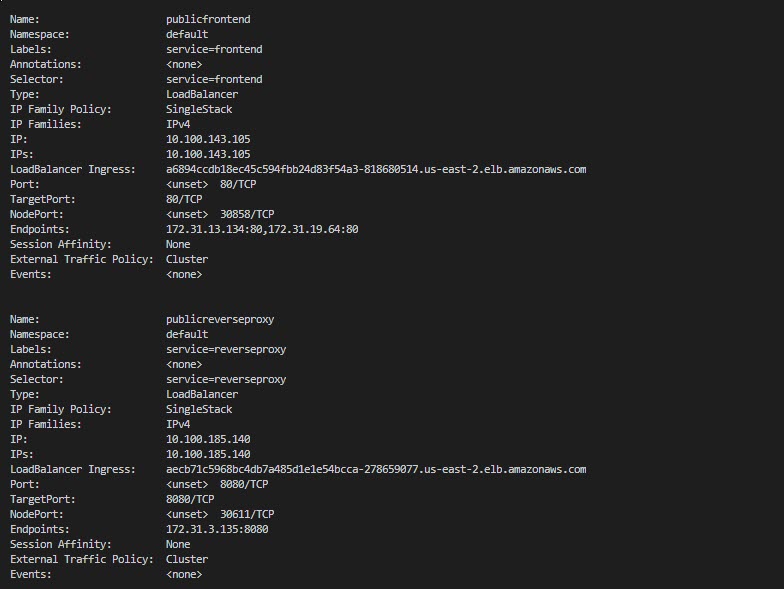 Name: publicfrontend
Namespace: default
Labels: service=frontend
Annotations: <none>
Selector: service=frontend
Type: LoadBalancer
IP Family Policy: SingleStack
IP Families: IPv4
IP: 10.100.143.105
IPs: 10.100.143.105
LoadBalancer Ingress: a6894ccdb18ec45c594fbb24d83f54a3-818680514.us-east-2.elb.amazonaws.com
Port: <unset> 80/TCP
TargetPort: 80/TCP
NodePort: <unset> 30858/TCP
Endpoints: 172.31.13.134:80,172.31.19.64:80
Session Affinity: None
External Traffic Policy: Cluster
Events: <none>
Name: publicreverseproxy
Namespace: default
Labels: service=reverseproxy
Annotations: <none>
Selector: service=reverseproxy
Type: LoadBalancer
IP Family Policy: SingleStack
IP Families: IPv4
IP: 10.100.185.140
IPs: 10.100.185.140
LoadBalancer Ingress: aecb71c5968bc4db7a485d1e1e54bcca-278659077.us-east-2.elb.amazonaws.com
Port: <unset> 8080/TCP
TargetPort: 8080/TCP
NodePort: <unset> 30611/TCP
Endpoints: 172.31.3.135:8080
Session Affinity: None
External Traffic Policy: Cluster
Events: <none>